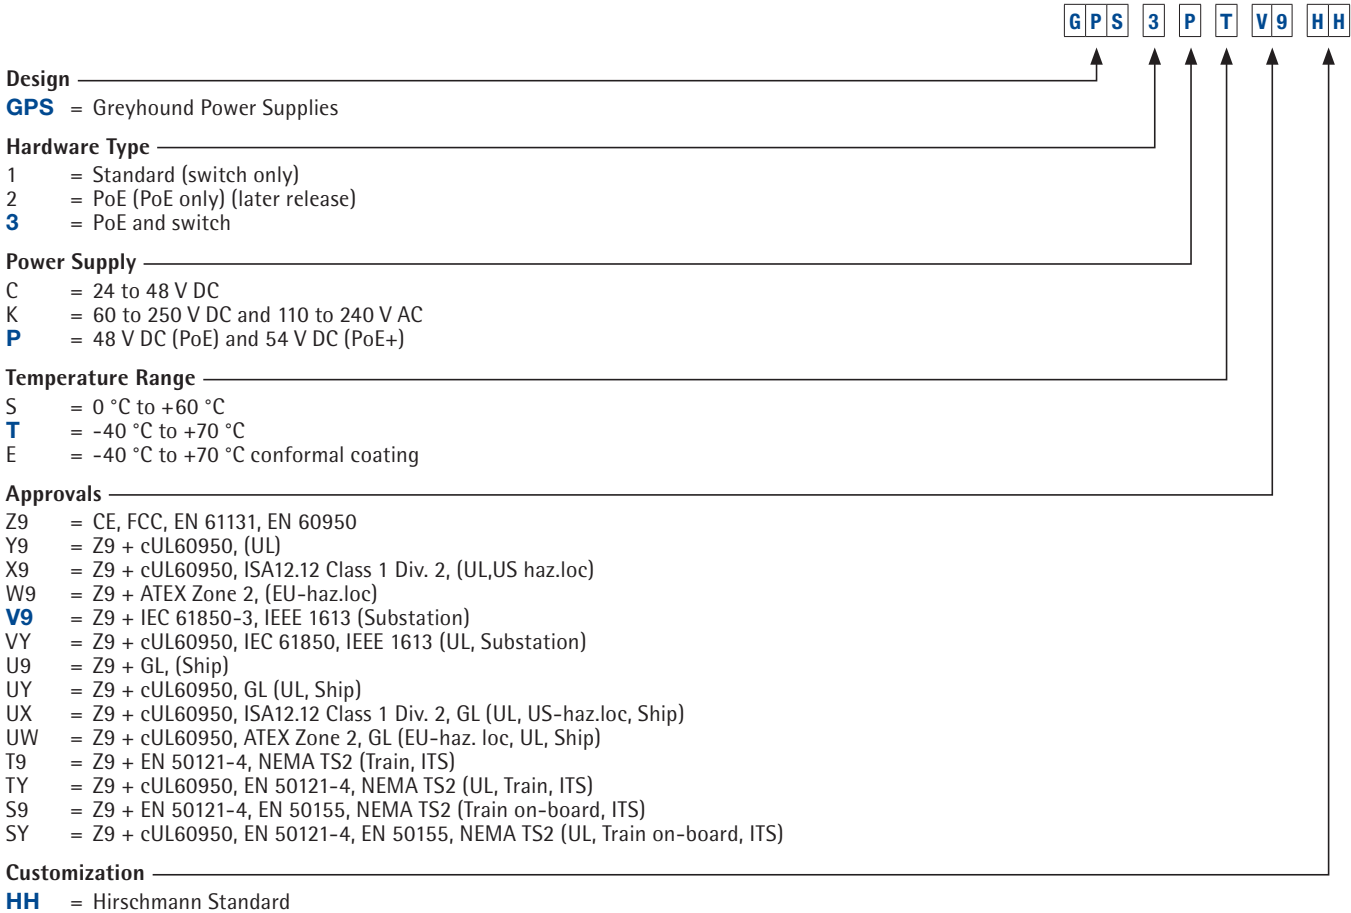 GPS 3 P T V9 HH
Design
GPS = Greyhound Power Supplies
Hardware Type
1 = Standard (switch only)
2 = PoE (PoE only) (later release)
3 = PoE and switch
Power Supply
C = 24 to 48 V DC
K = 60 to 250 V DC and 110 to 240 V AC
P = 48 V DC (PoE) and 54 V DC (PoE+)
Temperature Range
S = 0 °C to +60 °C
T = -40 °C to +70 °C
E = -40 °C to +70 °C conformal coating
Approvals
Z9 = CE, FCC, EN 61131, EN 60950
Y9 = Z9 + cUL60950, (UL)
X9 = Z9 + cUL60950, ISA12.12 Class 1 Div. 2, (UL,US haz.loc)
W9 = Z9 + ATEX Zone 2, (EU-haz.loc)
V9 = Z9 + IEC 61850-3, IEEE 1613 (Substation)
VY = Z9 + cUL60950, IEC 61850, IEEE 1613 (UL, Substation)
U9 = Z9 + GL, (Ship)
UY = Z9 + cUL60950, GL (UL, Ship)
UX = Z9 + cUL60950, ISA12.12 Class 1 Div. 2, GL (UL, US-haz.loc, Ship)
UW = Z9 + cUL60950, ATEX Zone 2, GL (EU-haz. loc, UL, Ship)
T9 = Z9 + EN 50121-4, NEMA TS2 (Train, ITS)
TY = Z9 + cUL60950, EN 50121-4, NEMA TS2 (UL, Train, ITS)
S9 = Z9 + EN 50121-4, EN 50155, NEMA TS2 (Train on-board, ITS)
SY = Z9 + cUL60950, EN 50121-4, EN 50155, NEMA TS2 (UL, Train on-board, ITS)
Customization
HH = Hirschmann Standard